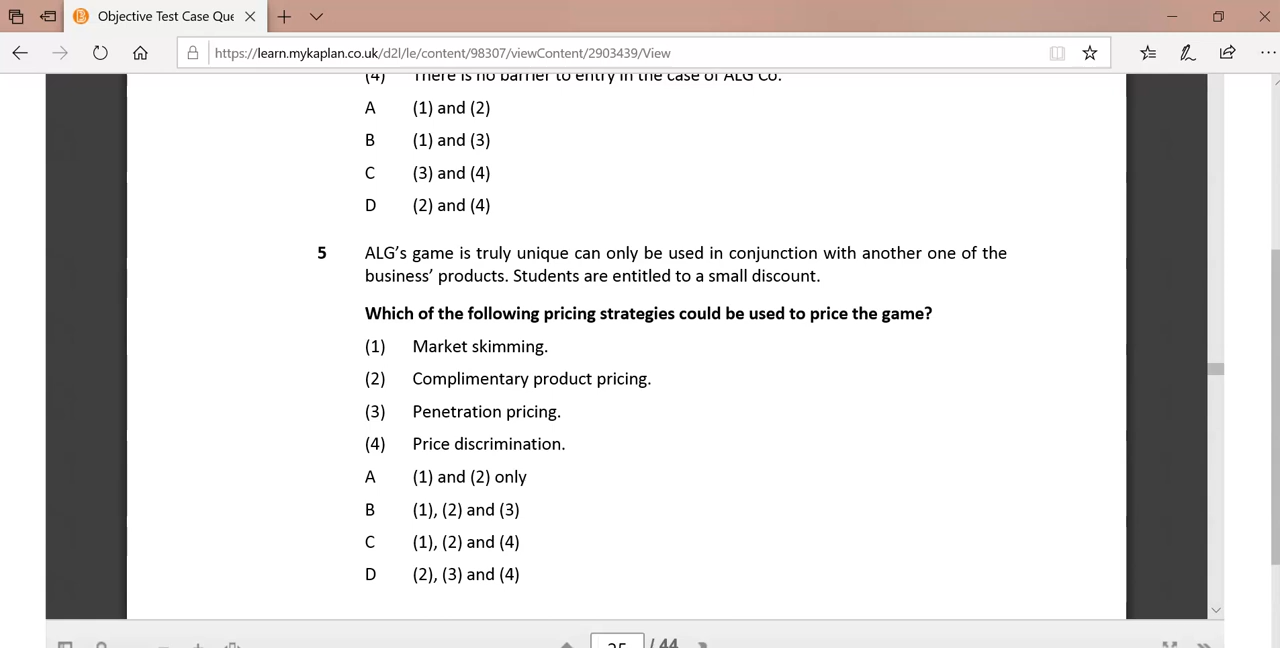 Objective Test Case Que
https://learn.mykaplan.co.uk/d2l/le/content/98307/viewContent/2903439/View
(4) There is no barrier to entry in the case of ALG Co.
A (1) and (2)
B (1) and (3)
C (3) and (4)
D (2) and (4)
5 ALG’s game is truly unique can only be used in conjunction with another one of the
business’ products. Students are entitled to a small discount.
Which of the following pricing strategies could be used to price the game?
(1) Market skimming.
(2) Complimentary product pricing.
(3) Penetration pricing.
(4) Price discrimination.
A (1) and (2) only
B (1), (2) and (3)
C (1), (2) and (4)
D (2), (3) and (4)
25 / 44